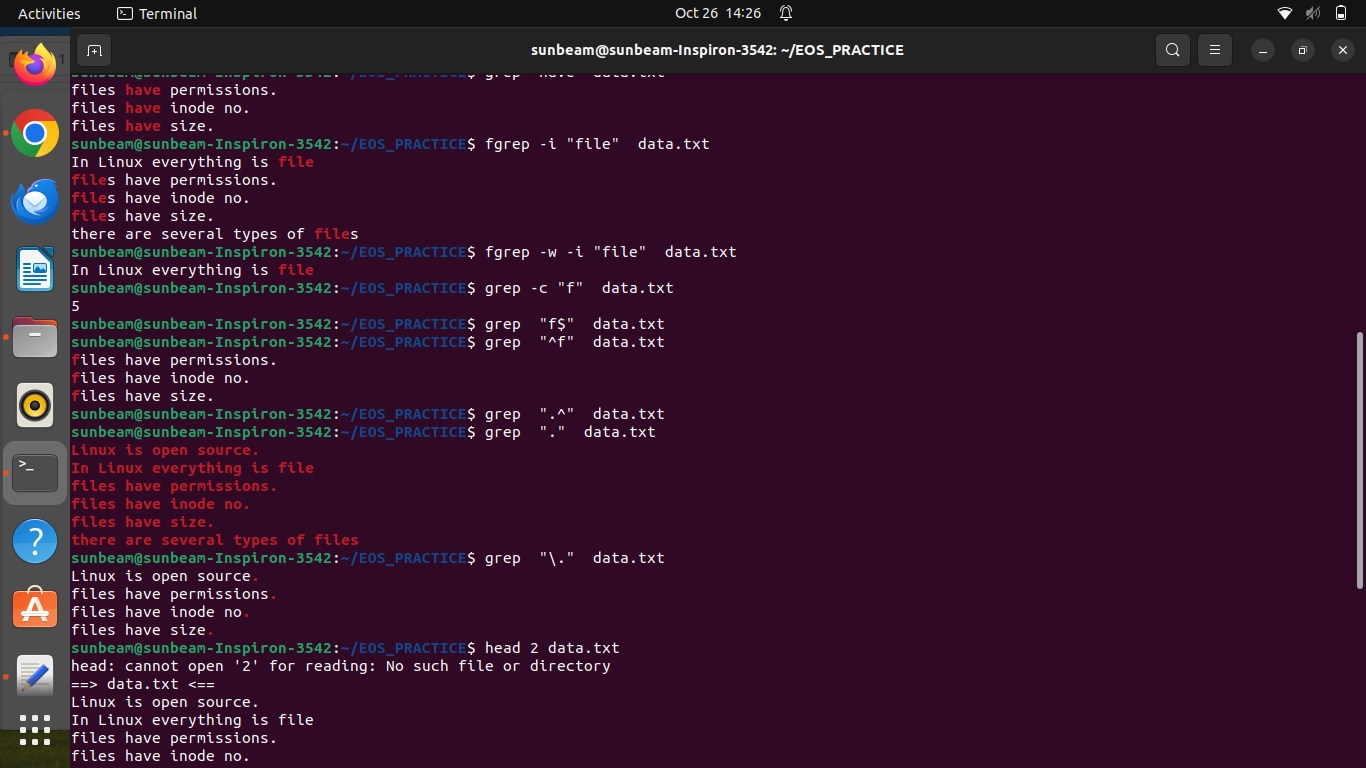 Activities Terminal Oct 26 14:26
1
sunbeam@sunbeam-Inspiron-3542: ~/EOS_PRACTICE
sunbeam@sunbeam-Inspiron-3542:~/EOS_PRACTICE$ grep "have" data.txt
files have permissions.
files have inode no.
files have size.
sunbeam@sunbeam-Inspiron-3542:~/EOS_PRACTICE$ fgrep -i "file"  data.txt
In Linux everything is file
files have permissions.
files have inode no.
files have size.
there are several types of files
sunbeam@sunbeam-Inspiron-3542:~/EOS_PRACTICE$ fgrep -w -i "file"  data.txt
In Linux everything is file
sunbeam@sunbeam-Inspiron-3542:~/EOS_PRACTICE$ grep -c "f"  data.txt
5
sunbeam@sunbeam-Inspiron-3542:~/EOS_PRACTICE$ grep  "f$"  data.txt
sunbeam@sunbeam-Inspiron-3542:~/EOS_PRACTICE$ grep  "^f"  data.txt
files have permissions.
files have inode no.
files have size.
sunbeam@sunbeam-Inspiron-3542:~/EOS_PRACTICE$ grep  ".^"  data.txt
sunbeam@sunbeam-Inspiron-3542:~/EOS_PRACTICE$ grep  "."  data.txt
Linux is open source.
In Linux everything is file
files have permissions.
files have inode no.
files have size.
there are several types of files
sunbeam@sunbeam-Inspiron-3542:~/EOS_PRACTICE$ grep  "\."  data.txt
Linux is open source.
files have permissions.
files have inode no.
files have size.
sunbeam@sunbeam-Inspiron-3542:~/EOS_PRACTICE$ head 2 data.txt
head: cannot open '2' for reading: No such file or directory
==> data.txt <==
Linux is open source.
In Linux everything is file
files have permissions.
files have inode no.